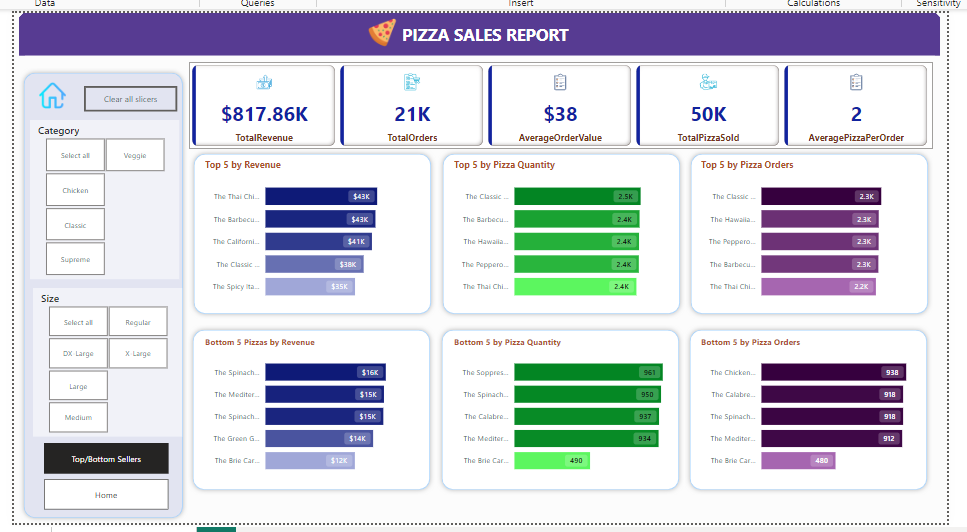 Data Queries Insert Calculations Sensitivity
PIZZA SALES REPORT
Clear all slicers
Category
Select all Veggie
Chicken
Classic
Supreme
Size
Select all Regular
DX-Large X-Large
Large
Medium
Top/Bottom Sellers
Home
$817.86K
TotalRevenue
21K
TotalOrders
$38
AverageOrderValue
50K
TotalPizzaSold
2
AveragePizzaPerOrder
Top 5 by Revenue
The Thai Chi... $43K
The Barbecu... $43K
The Californi... $41K
The Classic ... $38K
The Spicy Ita... $35K
Top 5 by Pizza Quantity
The Classic ... 2.5K
The Barbecu... 2.4K
The Hawaiia... 2.4K
The Peppero... 2.4K
The Thai Chi... 2.4K
Top 5 by Pizza Orders
The Classic ... 2.3K
The Hawaiia... 2.3K
The Peppero... 2.3K
The Barbecu... 2.3K
The Thai Chi... 2.2K
Bottom 5 Pizzas by Revenue
The Spinach... $16K
The Mediter... $15K
The Spinach... $15K
The Green G... $14K
The Brie Car... $12K
Bottom 5 by Pizza Quantity
The Soppres... 961
The Spinach... 950
The Calabre... 937
The Mediter... 934
The Brie Car... 490
Bottom 5 by Pizza Orders
The Chicken... 938
The Calabre... 918
The Spinach... 918
The Mediter... 912
The Brie Car... 480